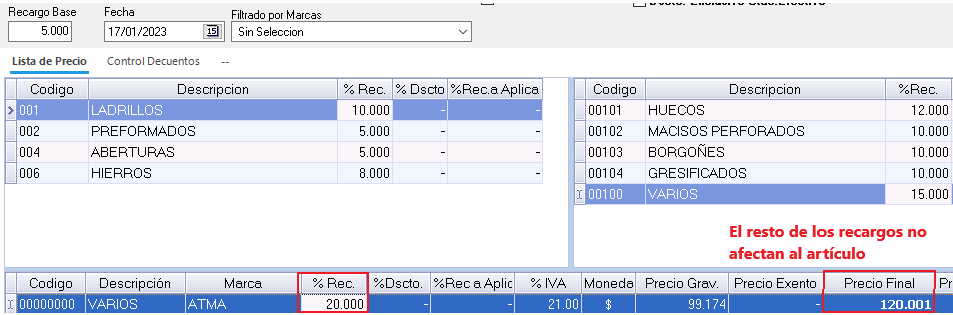 Recargo Base Fecha Filtrado por Marcas
5.000 17/01/2023 15 Sin Seleccion
Lista de Precio Control Decuentos --
Codigo Descripcion % Rec. % Dscto %Rec.a Aplica
001 LADRILLOS 10.000 - -
002 PREFORMADOS 5.000 - -
004 ABERTURAS 5.000 - -
006 HIERROS 8.000 - -
Codigo Descripcion %Rec.
00101 HUECOS 12.000
00102 MACISOS PERFORADOS 10.000
00103 BORGOÑES 10.000
00104 GRESIFICADOS 10.000
00100 VARIOS 15.000
El resto de los recargos no
afectan al artículo
Codigo Descripción Marca % Rec. %Dscto. %Rec a Aplic % IVA Moneda Precio Grav. Precio Exento Precio Final Pr
00000000 VARIOS ATMA 20.000 - - 21.00 $ 99.174 - 120.001